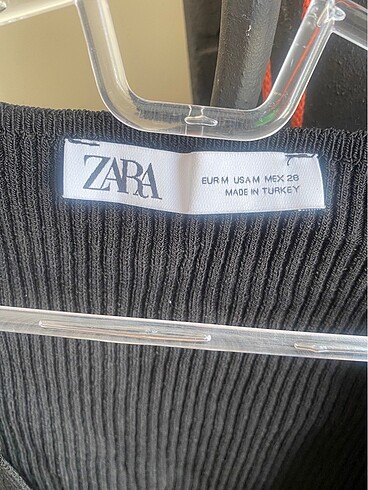 ZARA
EUR M USA M MEX 28
MADE IN TURKEY